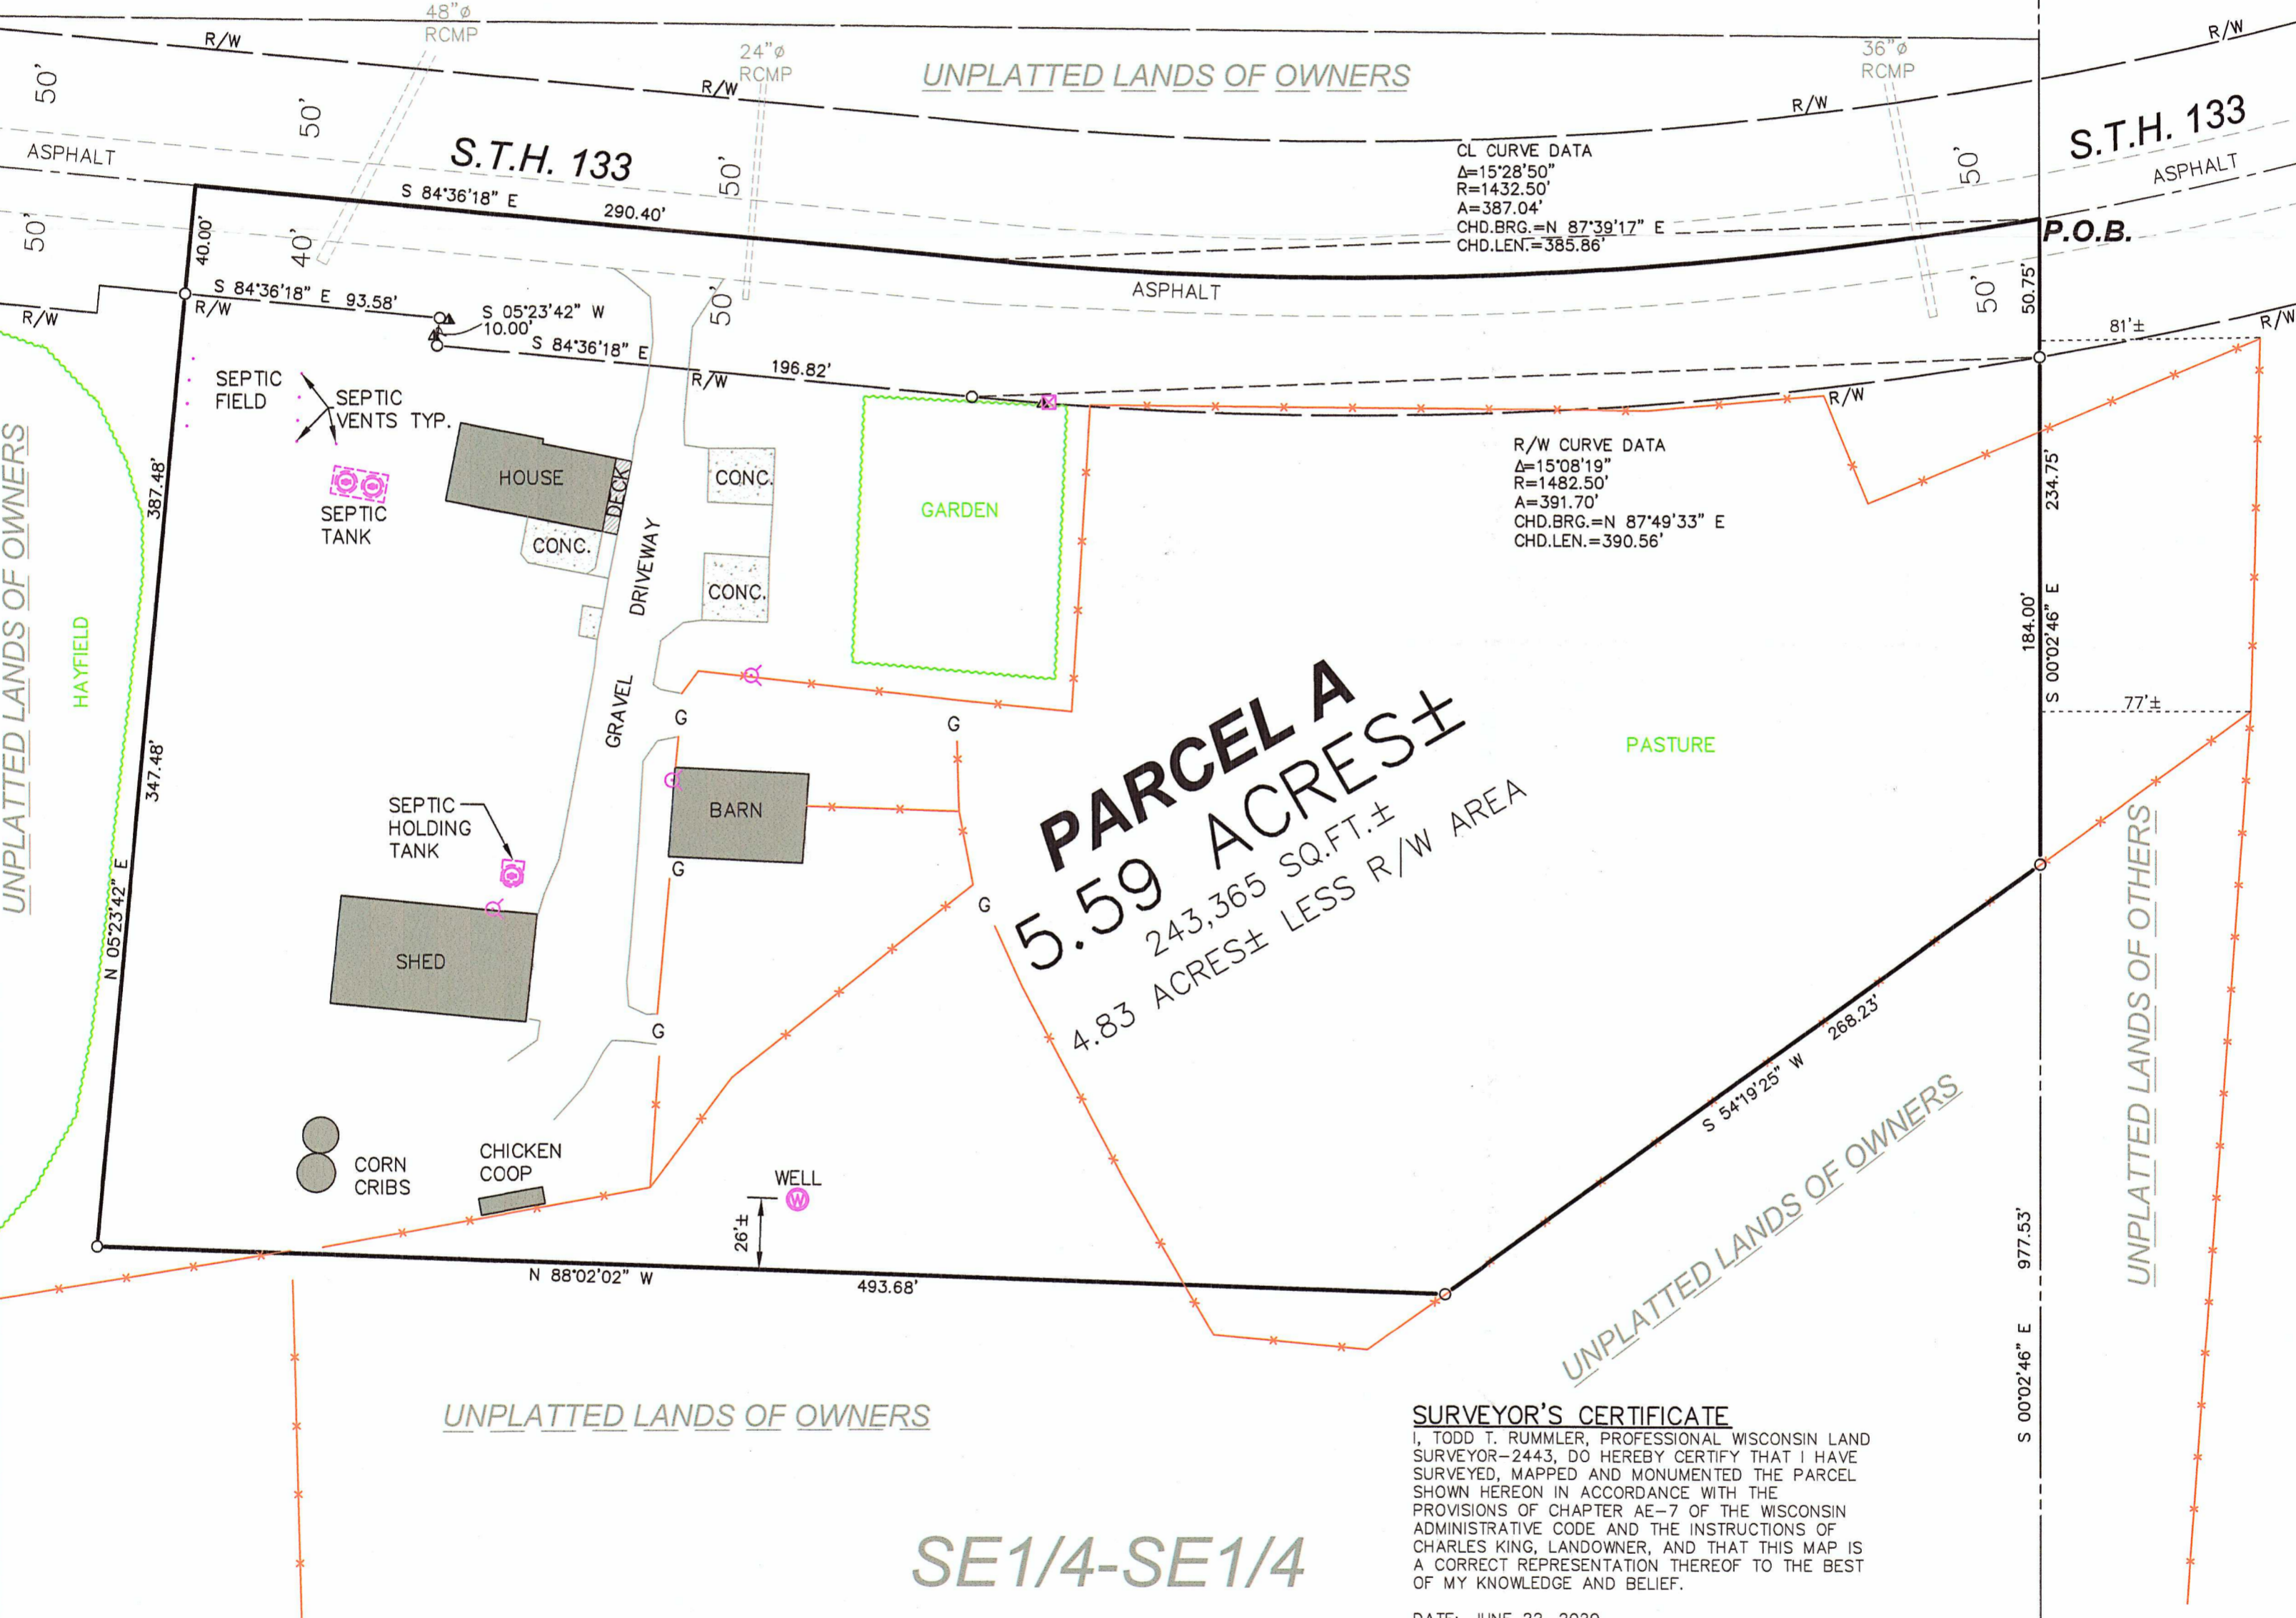 48"ø
RCMP
R/W
R/W
24"ø
RCMP
R/W
UNPLATTED LANDS OF OWNERS
36"ø
RCMP
R/W
50'
50'
50'
50'
S.T.H. 133
S.T.H. 133
ASPHALT
ASPHALT
CL CURVE DATA
Δ=15°28'50"
R=1432.50'
A=387.04'
CHD.BRG.=N 87°39'17" E
CHD.LEN.=385.86'
S 84°36'18" E
290.40'
P.O.B.
50'
40.00'
40'
50'
50'
50.75'
ASPHALT
R/W
R/W
S 84°36'18" E 93.58'
S 05°23'42" W
10.00'
S 84°36'18" E
R/W
196.82'
81'±
R/W
R/W
SEPTIC
FIELD
SEPTIC
VENTS TYP.
SEPTIC
TANK
HOUSE
DECK
CONC.
CONC.
CONC.
GARDEN
R/W CURVE DATA
Δ=15°08'19"
R=1482.50'
A=391.70'
CHD.BRG.=N 87°49'33" E
CHD.LEN.=390.56'
234.75'
184.00'
S 00°02'46" E
77'±
387.48'
347.48'
N 05°23'42" E
UNPLATTED LANDS OF OWNERS
HAYFIELD
GRAVEL DRIVEWAY
G
G
BARN
G
G
G
PARCEL A
5.59 ACRES±
243,365 SQ.FT.±
4.83 ACRES± LESS R/W AREA
PASTURE
SEPTIC
HOLDING
TANK
SHED
CORN
CRIBS
CHICKEN
COOP
WELL
W
26'±
N 88°02'02" W
493.68'
S 54°19'25" W
268.23'
UNPLATTED LANDS OF OWNERS
UNPLATTED LANDS OF OTHERS
977.53'
S 00°02'46" E
UNPLATTED LANDS OF OWNERS
SE1/4-SE1/4
SURVEYOR'S CERTIFICATE
I, TODD T. RUMMLER, PROFESSIONAL WISCONSIN LAND
SURVEYOR-2443, DO HEREBY CERTIFY THAT I HAVE
SURVEYED, MAPPED AND MONUMENTED THE PARCEL
SHOWN HEREON IN ACCORDANCE WITH THE
PROVISIONS OF CHAPTER AE-7 OF THE WISCONSIN
ADMINISTRATIVE CODE AND THE INSTRUCTIONS OF
CHARLES KING, LANDOWNER, AND THAT THIS MAP IS
A CORRECT REPRESENTATION THEREOF TO THE BEST
OF MY KNOWLEDGE AND BELIEF.
DATE: JUNE